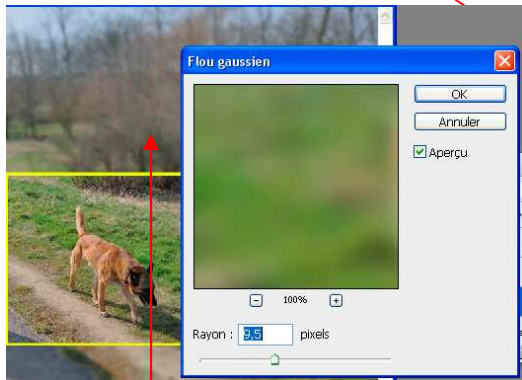 Flou gaussien
OK
Annuler
Aperçu
100%
Rayon : 9,5 pixels